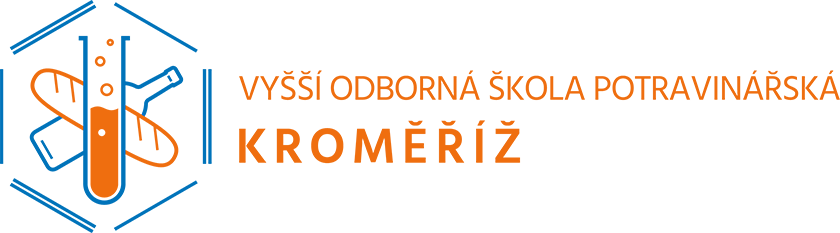 VYŠŠÍ ODBORNÁ ŠKOLA POTRAVINÁŘSKÁ
KROMĚŘÍŽ